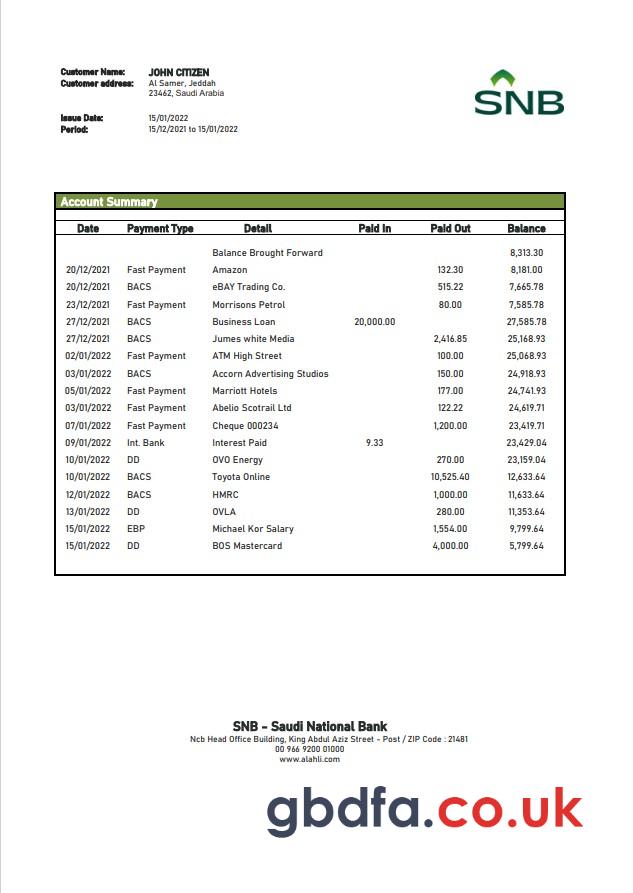 Customer Name: JOHN CITIZEN
Customer address: Al Samer, Jeddah
23462, Saudi Arabia
SNB
Issue Date: 15/01/2022
Period: 15/12/2021 to 15/01/2022
Account Summary
Date Payment Type Detail Paid In Paid Out Balance
Balance Brought Forward 8,313.30
20/12/2021 Fast Payment Amazon 132.30 8,181.00
20/12/2021 BACS eBAY Trading Co. 515.22 7,665.78
23/12/2021 Fast Payment Morrisons Petrol 80.00 7,585.78
27/12/2021 BACS Business Loan 20,000.00 27,585.78
27/12/2021 BACS Jumes white Media 2,416.85 25,168.93
02/01/2022 Fast Payment ATM High Street 100.00 25,068.93
03/01/2022 BACS Accorn Advertising Studios 150.00 24,918.93
05/01/2022 Fast Payment Marriott Hotels 177.00 24,741.93
03/01/2022 Fast Payment Abelio Scotrail Ltd 122.22 24,619.71
07/01/2022 Fast Payment Cheque 000234 1,200.00 23,419.71
09/01/2022 Int. Bank Interest Paid 9.33 23,429.04
10/01/2022 DD OVO Energy 270.00 23,159.04
10/01/2022 BACS Toyota Online 10,525.40 12,633.64
12/01/2022 BACS HMRC 1,000.00 11,633.64
13/01/2022 DD OVLA 280.00 11,353.64
15/01/2022 EBP Michael Kor Salary 1,554.00 9,799.64
15/01/2022 DD BOS Mastercard 4,000.00 5,799.64
SNB - Saudi National Bank
Ncb Head Office Building, King Abdul Aziz Street - Post / ZIP Code : 21481
00 966 9200 01000
www.alahli.com
gbdfa.co.uk